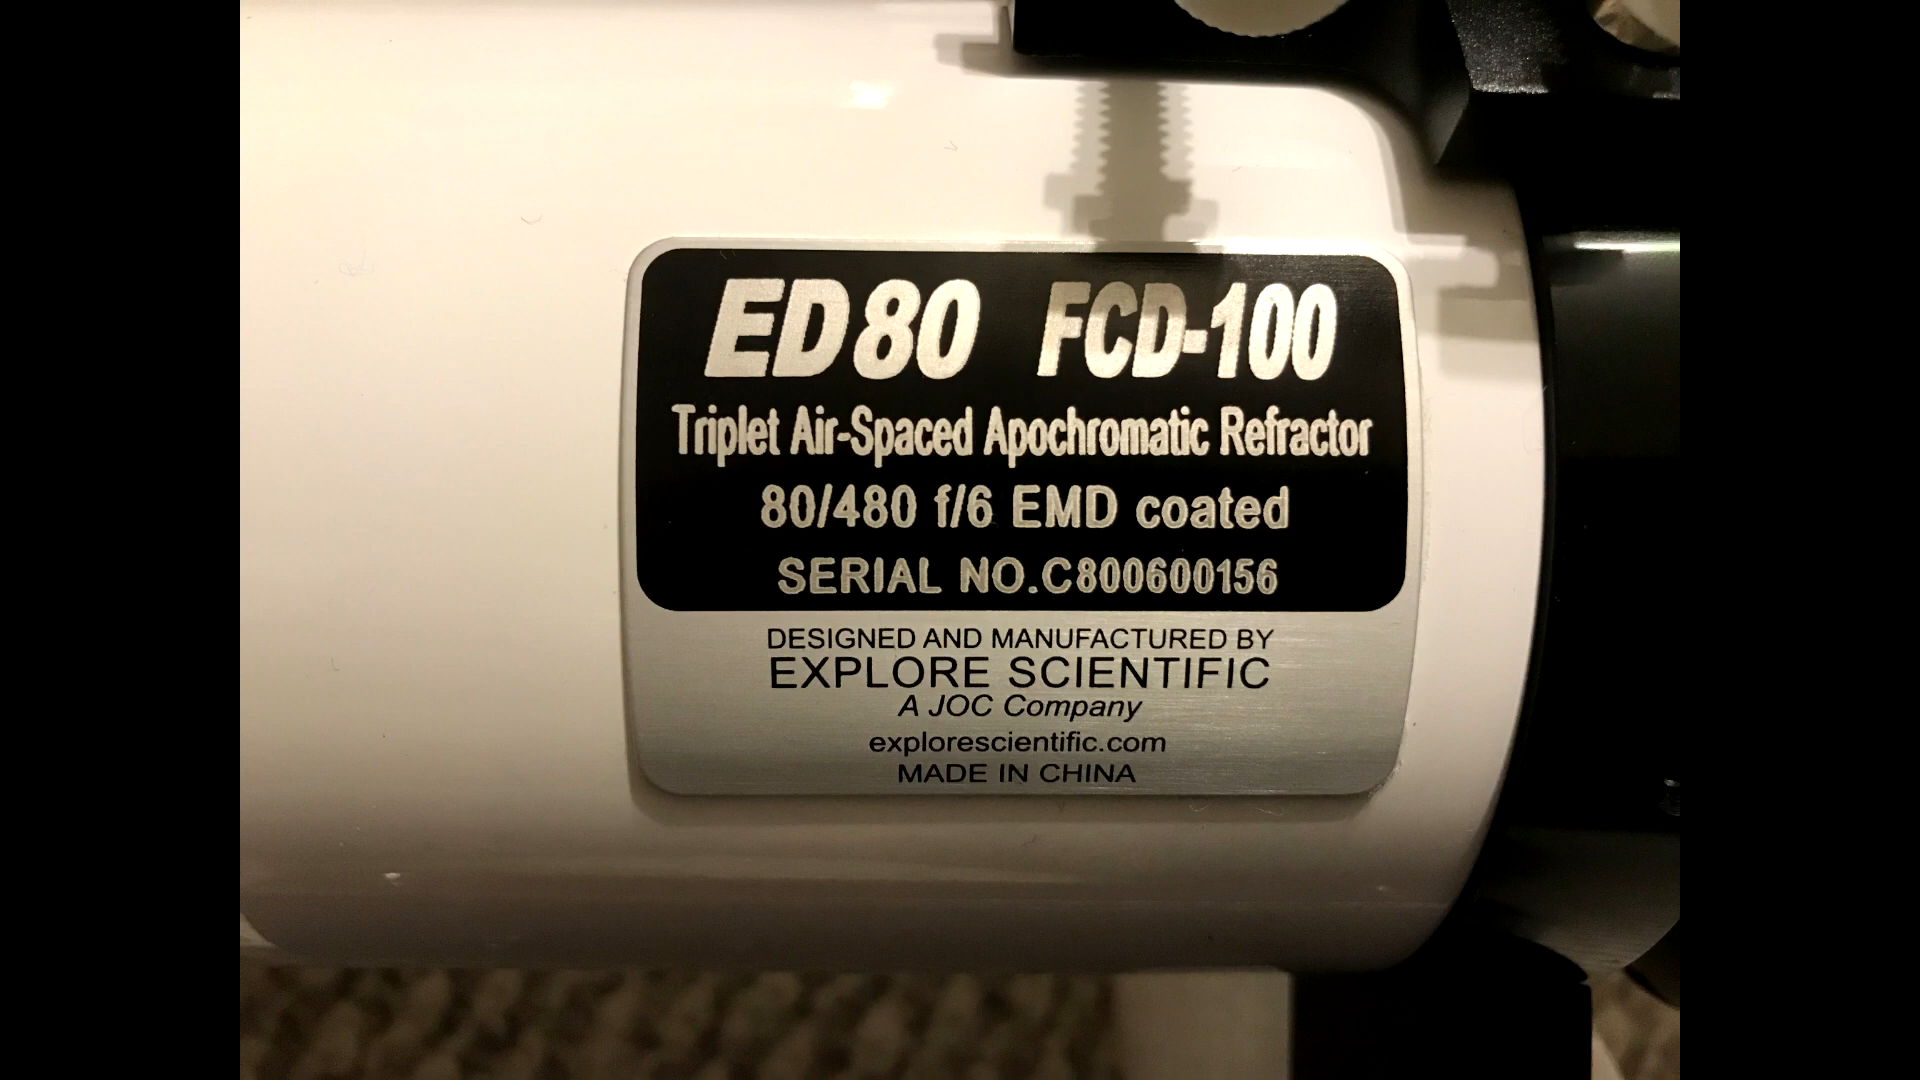 ED80 FCD-100
Triplet Air-Spaced Apochromatic Refractor
80/480 f/6 EMD coated
SERIAL NO.C800600156
DESIGNED AND MANUFACTURED BY
EXPLORE SCIENTIFIC
A JOC Company
explorescientific.com
MADE IN CHINA